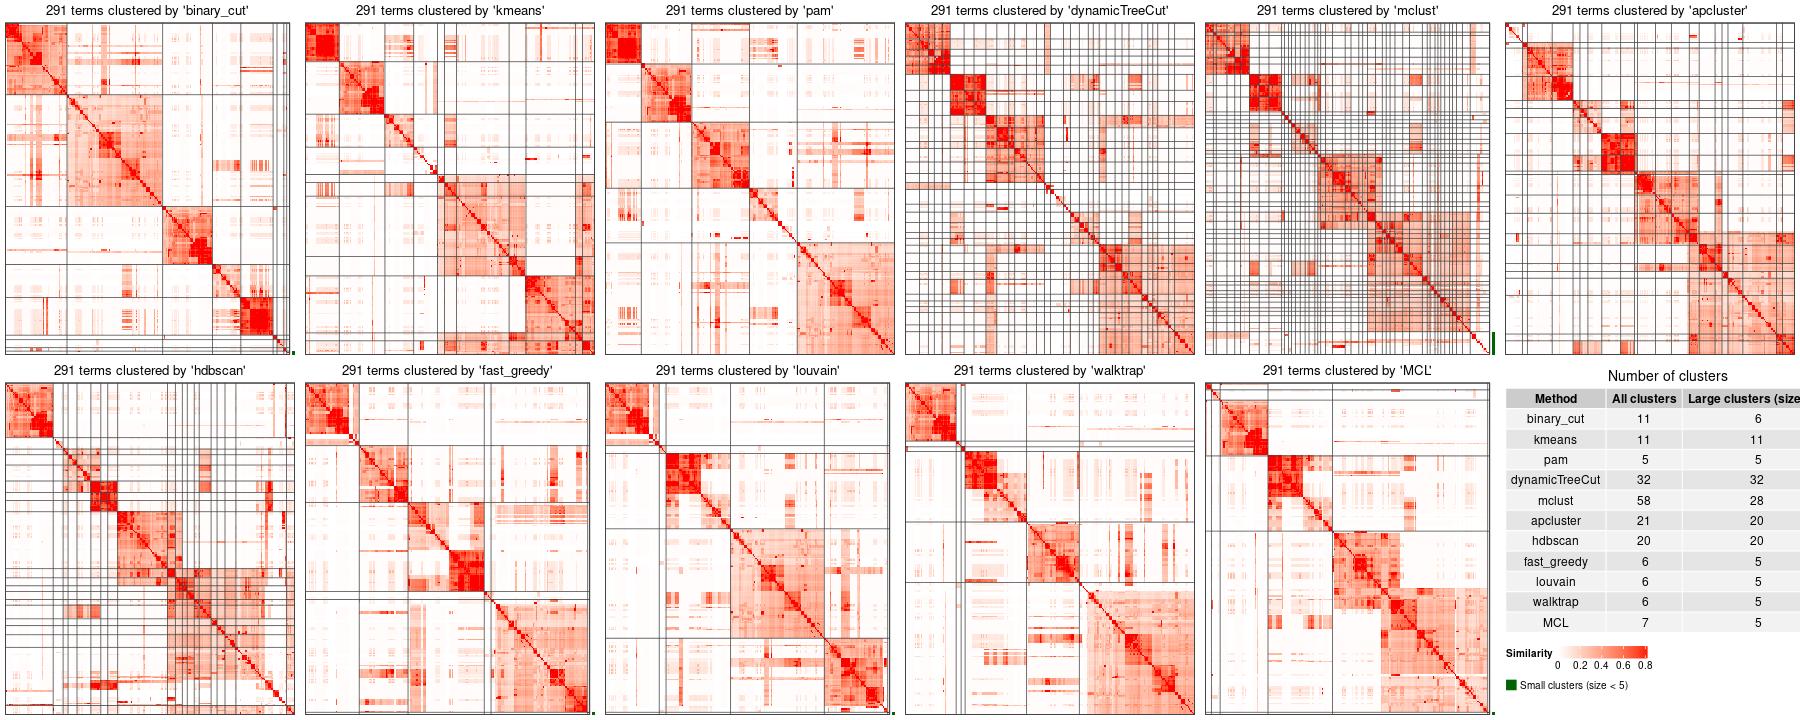 291 terms clustered by 'binary_cut'
291 terms clustered by 'kmeans'
291 terms clustered by 'pam'
291 terms clustered by 'dynamicTreeCut'
291 terms clustered by 'mclust'
291 terms clustered by 'apcluster'
291 terms clustered by 'hdbscan'
291 terms clustered by 'fast_greedy'
291 terms clustered by 'louvain'
291 terms clustered by 'walktrap'
291 terms clustered by 'MCL'
Number of clusters
Method All clusters Large clusters (size
binary_cut 11 6
kmeans 11 11
pam 5 5
dynamicTreeCut 32 32
mclust 58 28
apcluster 21 20
hdbscan 20 20
fast_greedy 6 5
louvain 6 5
walktrap 6 5
MCL 7 5
Similarity
0 0.2 0.4 0.6 0.8
Small clusters (size < 5)